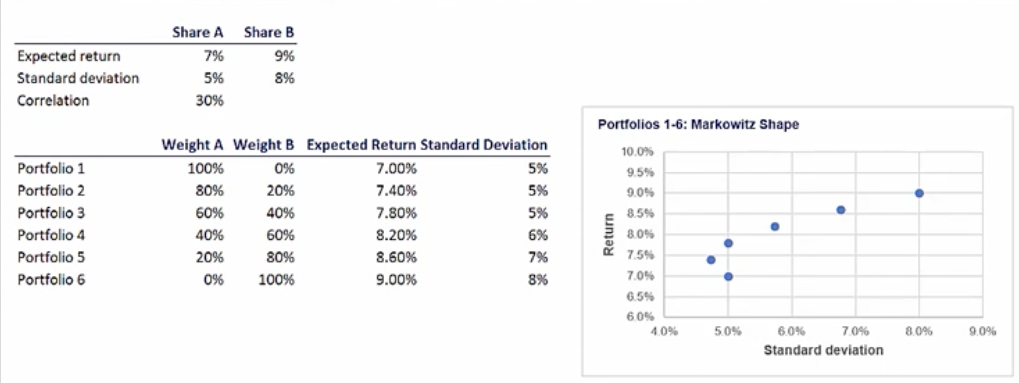 Share A Share B
Expected return 7% 9%
Standard deviation 5% 8%
Correlation 30%
Weight A Weight B Expected Return Standard Deviation
Portfolio 1 100% 0% 7.00% 5%
Portfolio 2 80% 20% 7.40% 5%
Portfolio 3 60% 40% 7.80% 5%
Portfolio 4 40% 60% 8.20% 6%
Portfolio 5 20% 80% 8.60% 7%
Portfolio 6 0% 100% 9.00% 8%
Portfolios 1-6: Markowitz Shape
10.0%
9.5%
9.0%
8.5%
8.0%
7.5%
7.0%
6.5%
6.0%
Return
4.0% 5.0% 6.0% 7.0% 8.0% 9.0%
Standard deviation